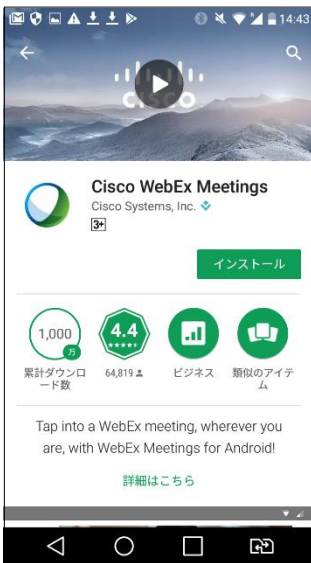 14:43
CISCO
Cisco WebEx Meetings
Cisco Systems, Inc.
3+
インストール
1,000
万
4.4
累計ダウンロ
ード数
64,819
ビジネス
類似のアイテ
ム
Tap into a WebEx meeting, wherever you
are, with WebEx Meetings for Android!
詳細はこちら